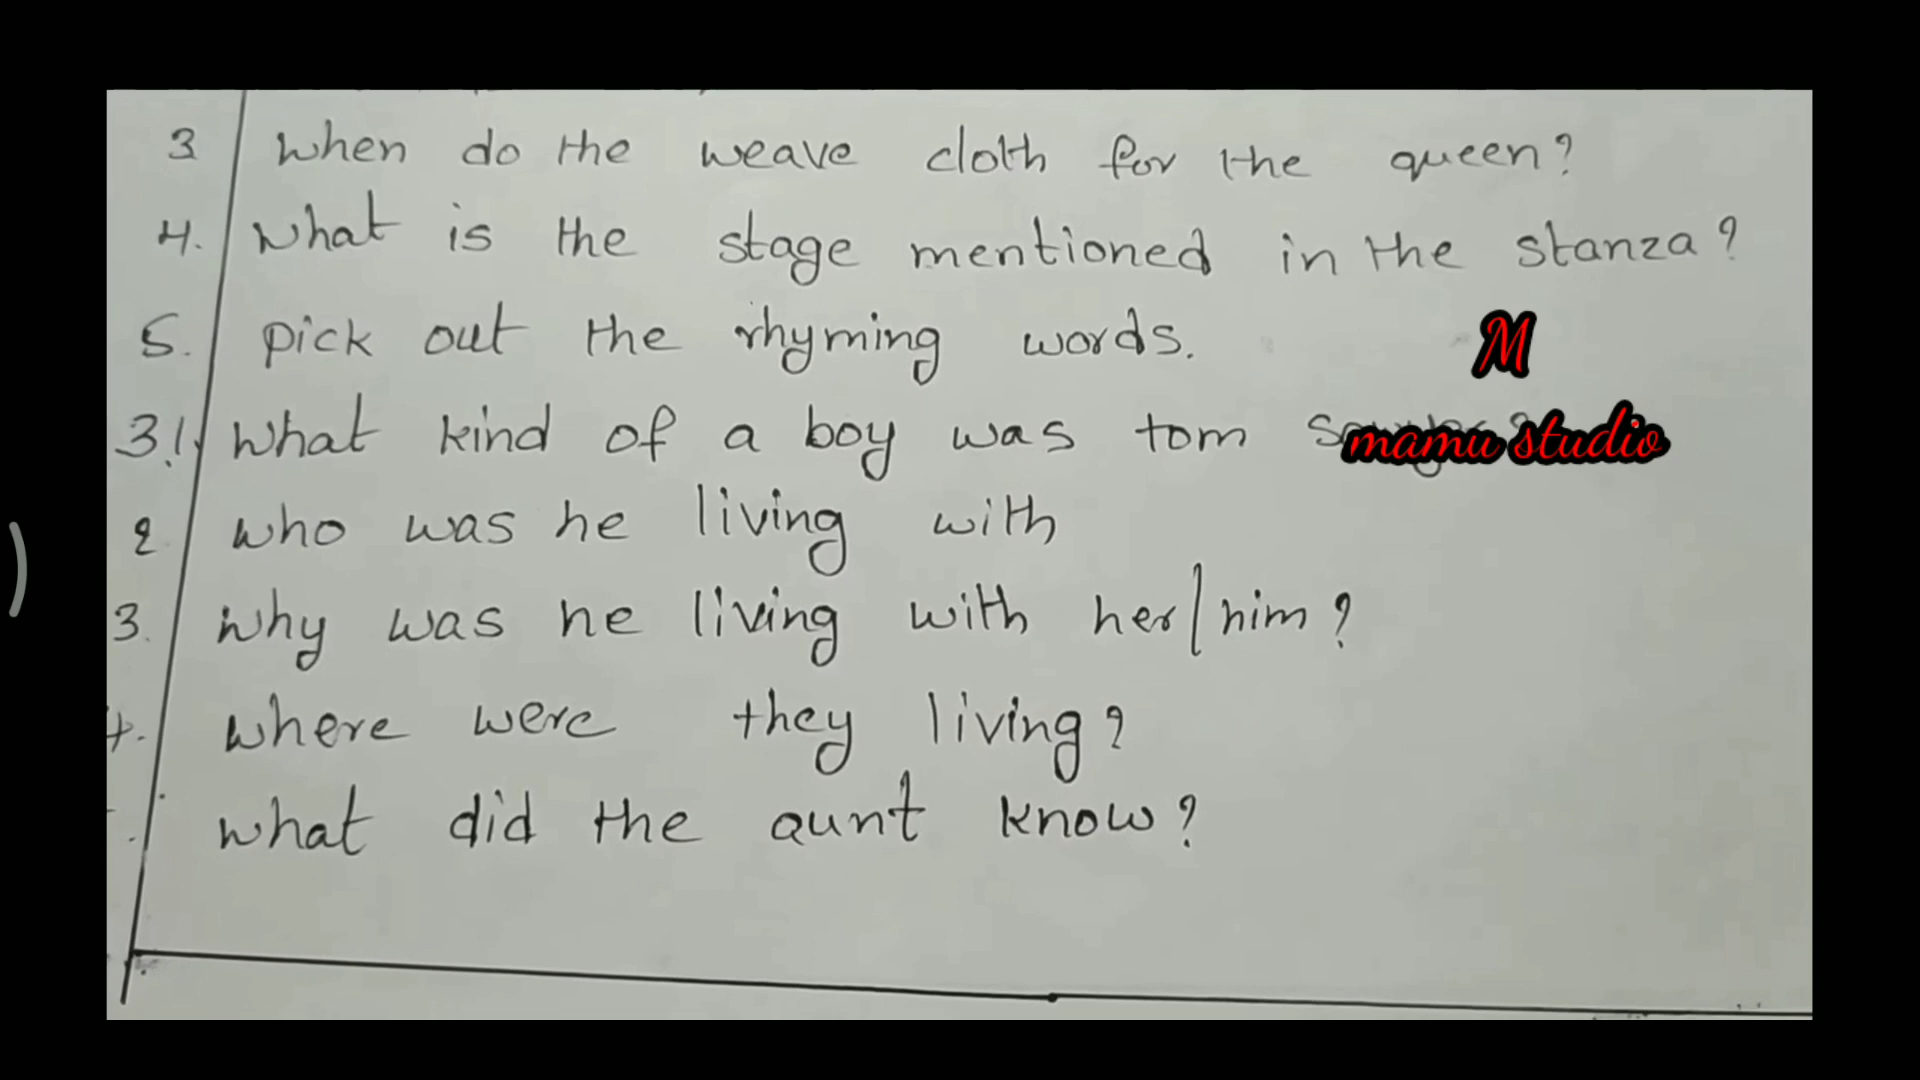 3 When do the weave cloth for the queen?
4. What is the stage mentioned in the stanza?
5. pick out the rhyming words.
M
3.1. What kind of a boy was tom
mamu studio
2 who was he living with
3. why was he living with her/him?
where were they living?
what did the aunt know?